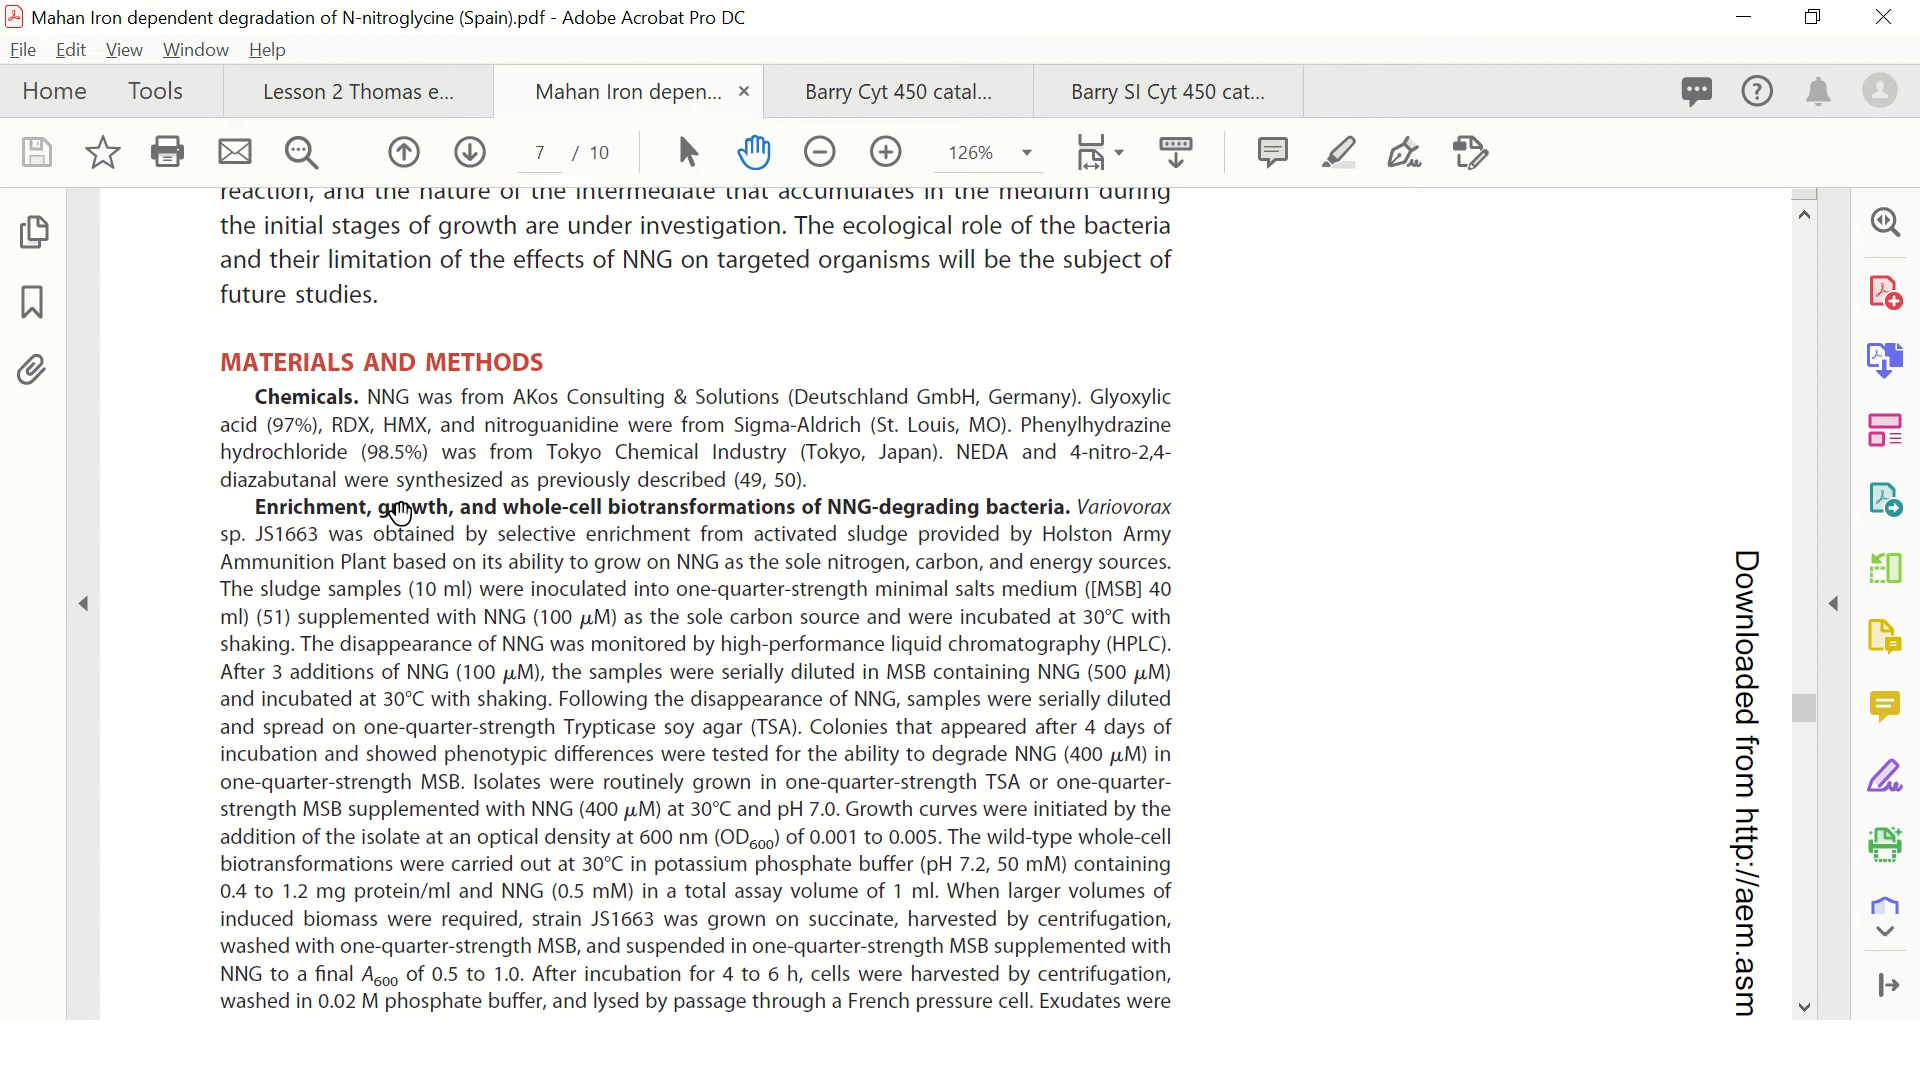 Mahan Iron dependent degradation of N-nitroglycine (Spain).pdf - Adobe Acrobat Pro DC
File Edit View Window Help
Home Tools Lesson 2 Thomas e... Mahan Iron depen... × Barry Cyt 450 catal... Barry SI Cyt 450 cat...
7 / 10 126%
reaction, and the nature of the intermediate that accumulates in the medium during
the initial stages of growth are under investigation. The ecological role of the bacteria
and their limitation of the effects of NNG on targeted organisms will be the subject of
future studies.
MATERIALS AND METHODS
Chemicals. NNG was from AKos Consulting & Solutions (Deutschland GmbH, Germany). Glyoxylic
acid (97%), RDX, HMX, and nitroguanidine were from Sigma-Aldrich (St. Louis, MO). Phenylhydrazine
hydrochloride (98.5%) was from Tokyo Chemical Industry (Tokyo, Japan). NEDA and 4-nitro-2,4-
diazabutanal were synthesized as previously described (49, 50).
Enrichment, growth, and whole-cell biotransformations of NNG-degrading bacteria. Variovorax
sp. JS1663 was obtained by selective enrichment from activated sludge provided by Holston Army
Ammunition Plant based on its ability to grow on NNG as the sole nitrogen, carbon, and energy sources.
The sludge samples (10 ml) were inoculated into one-quarter-strength minimal salts medium ([MSB] 40
ml) (51) supplemented with NNG (100 μM) as the sole carbon source and were incubated at 30°C with
shaking. The disappearance of NNG was monitored by high-performance liquid chromatography (HPLC).
After 3 additions of NNG (100 μM), the samples were serially diluted in MSB containing NNG (500 μM)
and incubated at 30°C with shaking. Following the disappearance of NNG, samples were serially diluted
and spread on one-quarter-strength Trypticase soy agar (TSA). Colonies that appeared after 4 days of
incubation and showed phenotypic differences were tested for the ability to degrade NNG (400 μM) in
one-quarter-strength MSB. Isolates were routinely grown in one-quarter-strength TSA or one-quarter-
strength MSB supplemented with NNG (400 μM) at 30°C and pH 7.0. Growth curves were initiated by the
addition of the isolate at an optical density at 600 nm (OD600) of 0.001 to 0.005. The wild-type whole-cell
biotransformations were carried out at 30°C in potassium phosphate buffer (pH 7.2, 50 mM) containing
0.4 to 1.2 mg protein/ml and NNG (0.5 mM) in a total assay volume of 1 ml. When larger volumes of
induced biomass were required, strain JS1663 was grown on succinate, harvested by centrifugation,
washed with one-quarter-strength MSB, and suspended in one-quarter-strength MSB supplemented with
NNG to a final A600 of 0.5 to 1.0. After incubation for 4 to 6 h, cells were harvested by centrifugation,
washed in 0.02 M phosphate buffer, and lysed by passage through a French pressure cell. Exudates were
Downloaded from http://aem.asm